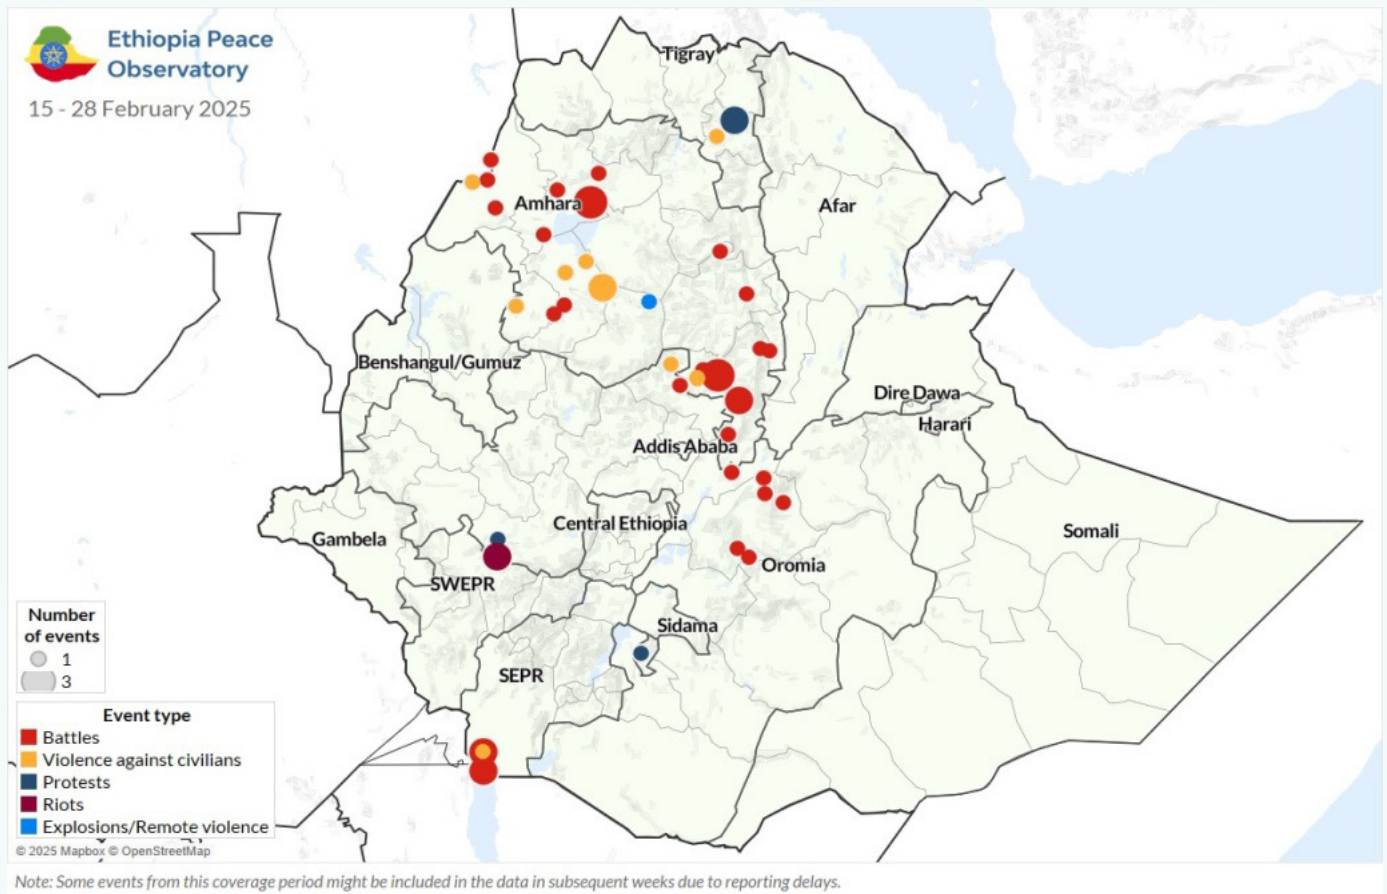 Ethiopia Peace
Observatory
15 - 28 February 2025
Tigray
Amhara
Afar
Benshangul/Gumuz
Dire Dawa
Harari
Addis Ababa
Central Ethiopia
Gambela
Somali
Oromia
SWEPR
Sidama
SEPR
Number
of events
1
3
Event type
Battles
Violence against civilians
Protests
Riots
Explosions/Remote violence
© 2025 Mapbox © OpenStreetMap
Note: Some events from this coverage period might be included in the data in subsequent weeks due to reporting delays.